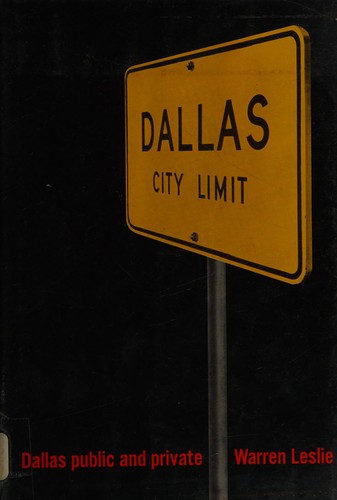 DALLAS
CITY LIMIT
Dallas public and private Warren Leslie